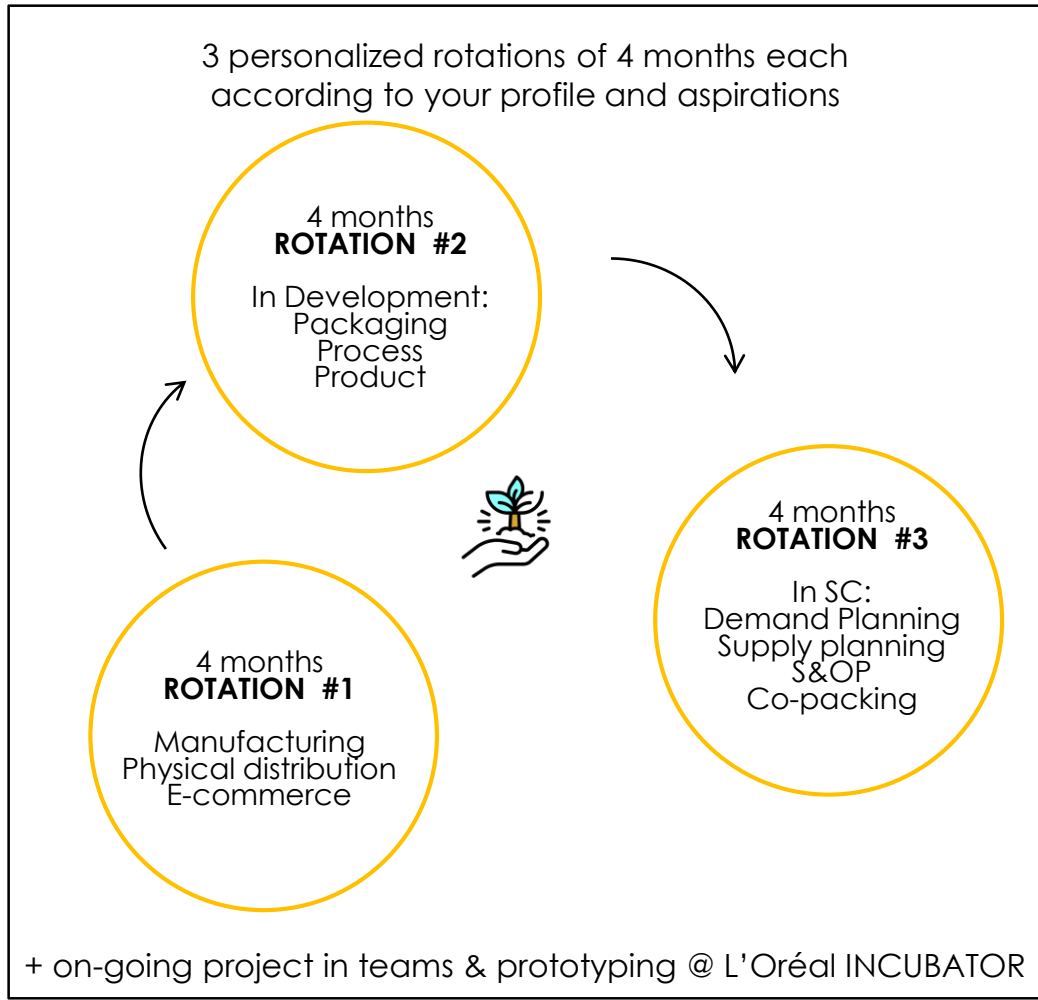 3 personalized rotations of 4 months each
according to your profile and aspirations
4 months
ROTATION #1
Manufacturing
Physical distribution
E-commerce
4 months
ROTATION #2
In Development:
Packaging
Process
Product
4 months
ROTATION #3
In SC:
Demand Planning
Supply planning
S&OP
Co-packing
+ on-going project in teams & prototyping @ L’Oréal INCUBATOR